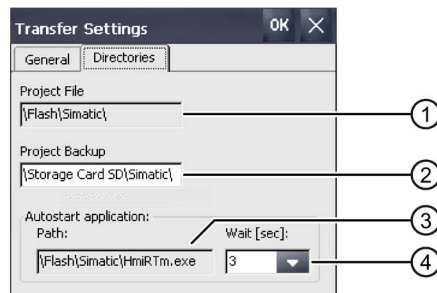 Transfer Settings OK
General Directories
Project File
\Flash\Simatic\
①
Project Backup
\Storage Card SD\Simatic\
②
Autostart application:
③
Path: Wait [sec]:
\Flash\Simatic\HmiRTm.exe 3
④